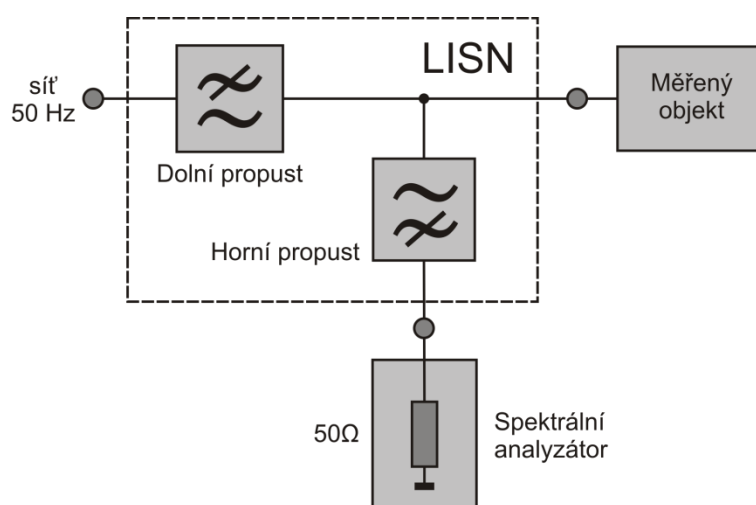 LISN
síť
50 Hz
Dolní propust
Měřený
objekt
Horní propust
50Ω
Spektrální
analyzátor